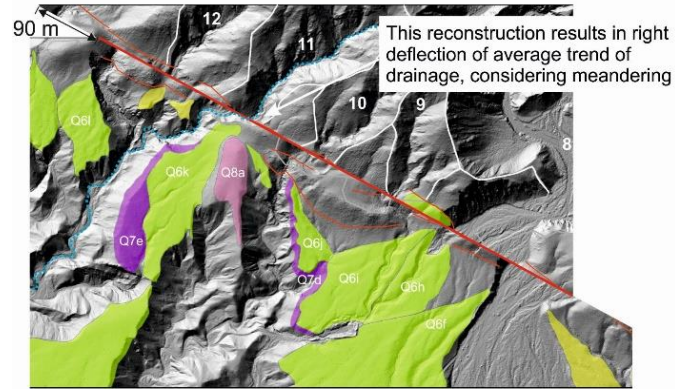 90 m
12
11
This reconstruction results in right
deflection of average trend of
drainage, considering meandering
10
9
8
Q6l
Q6k
Q8a
Q7e
Q6j
Q7d
Q6i
Q6h
Q6f